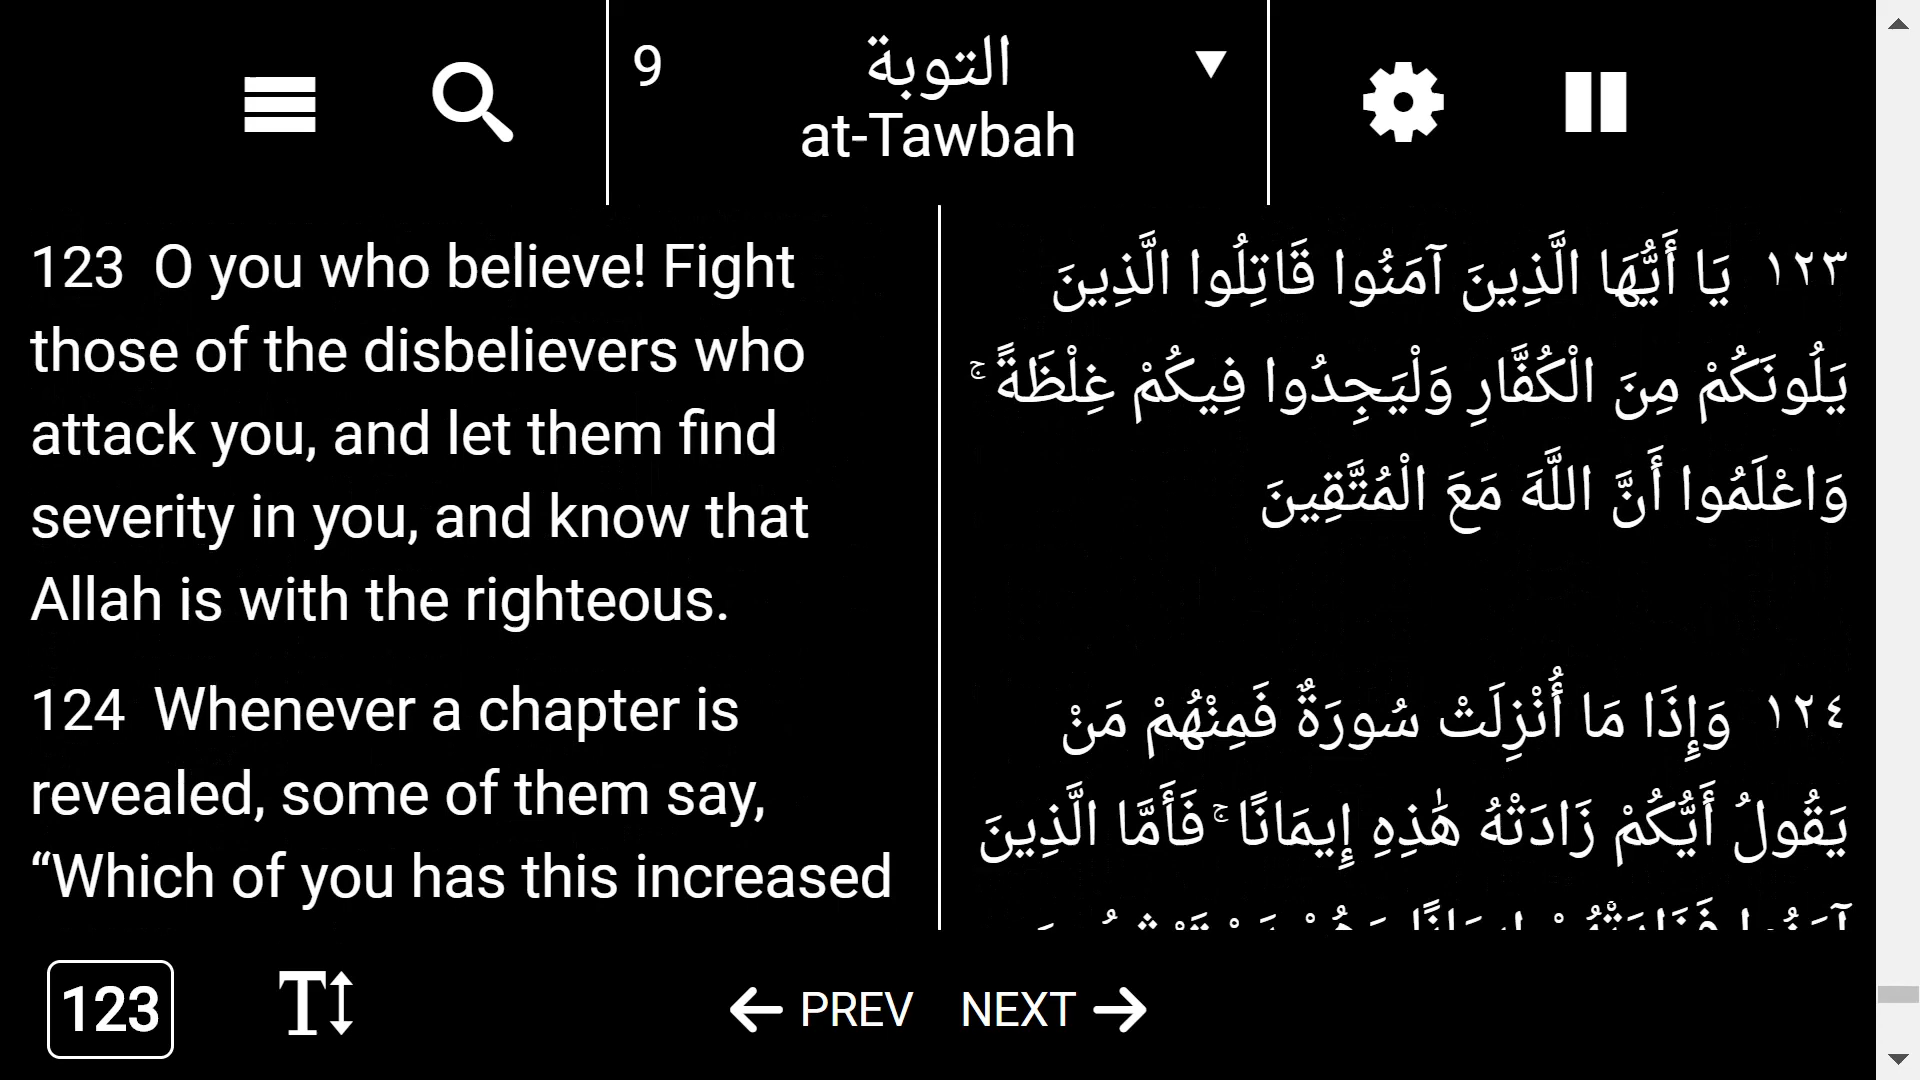 9
التوبة
at-Tawbah
123 O you who believe! Fight
those of the disbelievers who
attack you, and let them find
severity in you, and know that
Allah is with the righteous.
124 Whenever a chapter is
revealed, some of them say,
“Which of you has this increased
١٢٣ يَا أَيُّهَا الَّذِينَ آمَنُوا قَاتِلُوا الَّذِينَ
يَلُونَكُمْ مِنَ الْكُفَّارِ وَلْيَجِدُوا فِيكُمْ غِلْظَةً ۚ
وَاعْلَمُوا أَنَّ اللَّهَ مَعَ الْمُتَّقِينَ
١٢٤ وَإِذَا مَا أُنْزِلَتْ سُورَةٌ فَمِنْهُمْ مَنْ
يَقُولُ أَيُّكُمْ زَادَتْهُ هَٰذِهِ إِيمَانًا ۚ فَأَمَّا الَّذِينَ
123
T
PREV NEXT